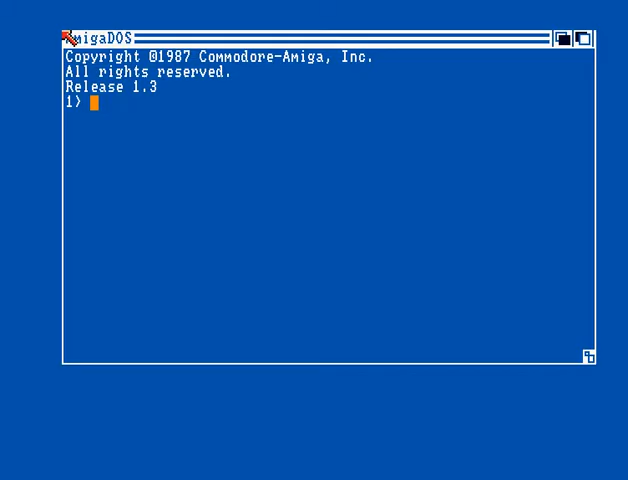 AmigaDOS
Copyright ©1987 Commodore-Amiga, Inc.
All rights reserved.
Release 1.3
1>